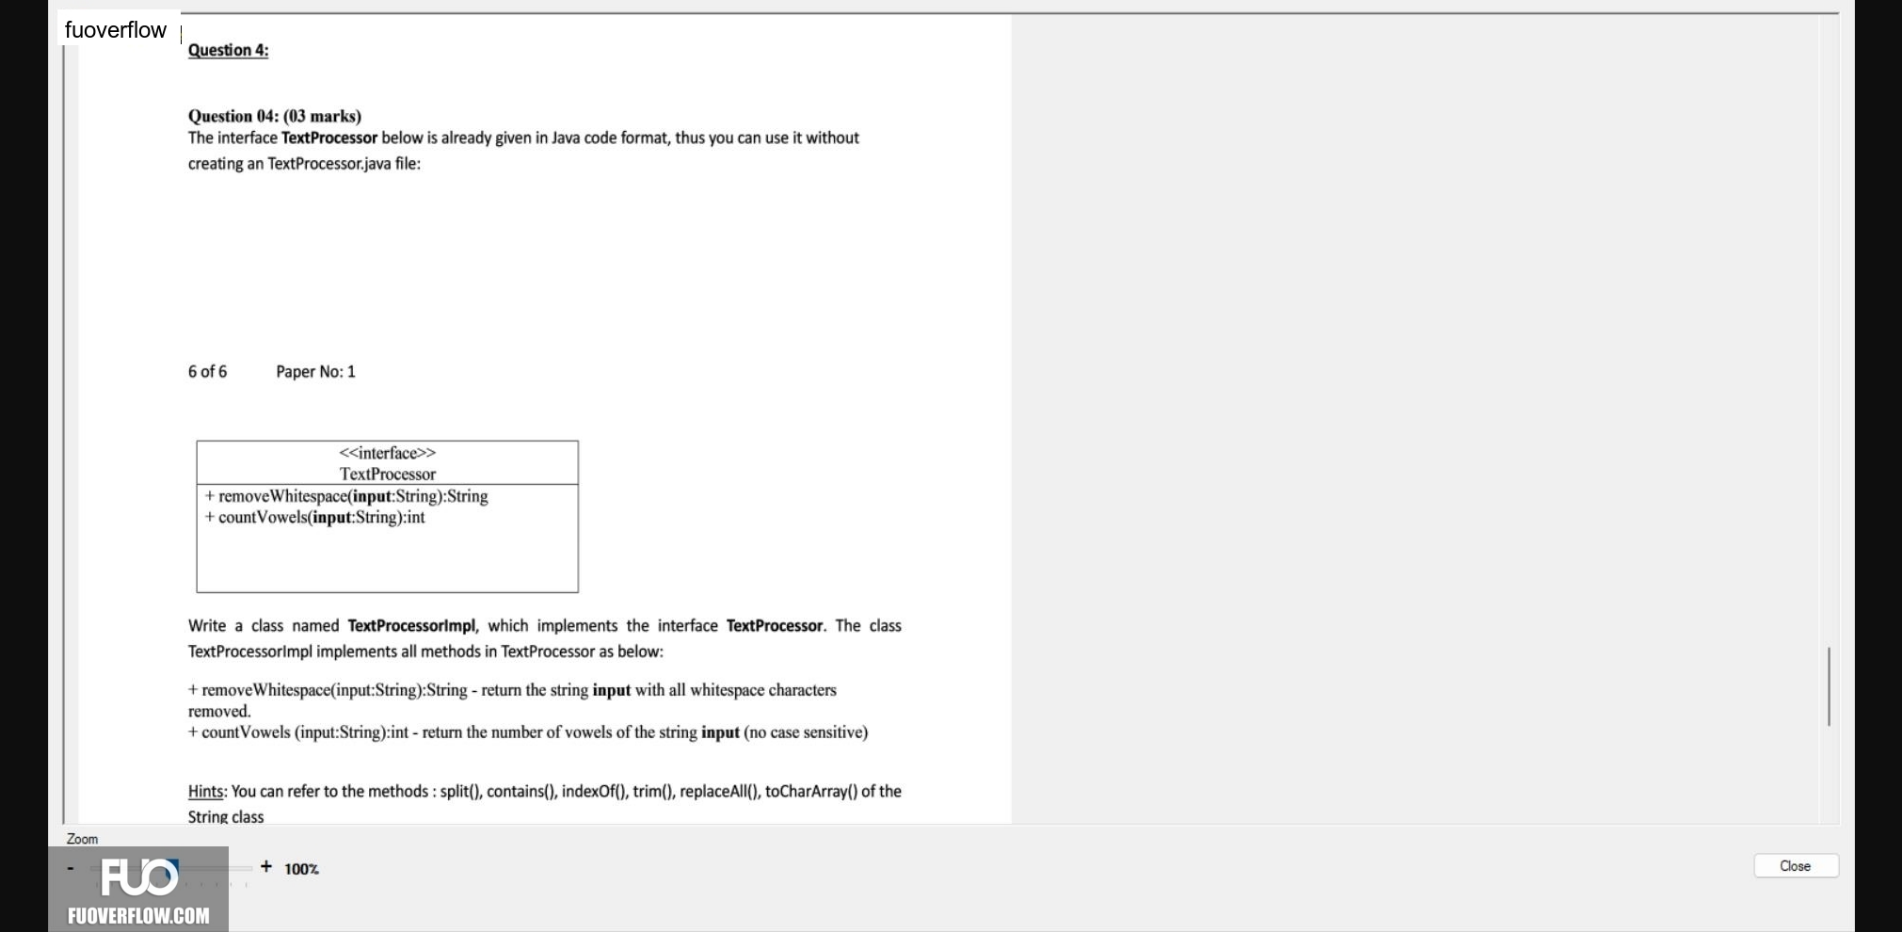 fuoverflow
Question 4:
Question 04: (03 marks)
The interface TextProcessor below is already given in Java code format, thus you can use it without
creating an TextProcessor.java file:
6 of 6 Paper No: 1
<<interface>>
TextProcessor
+ removeWhitespace(input:String):String
+ countVowels(input:String):int
Write a class named TextProcessorImpl, which implements the interface TextProcessor. The class
TextProcessorImpl implements all methods in TextProcessor as below:
+ removeWhitespace(input:String):String - return the string input with all whitespace characters
removed.
+ countVowels (input:String):int - return the number of vowels of the string input (no case sensitive)
Hints: You can refer to the methods : split(), contains(), indexOf(), trim(), replaceAll(), toCharArray() of the
String class
Zoom
- + 100%
Close
FUO
FUOVERFLOW.COM